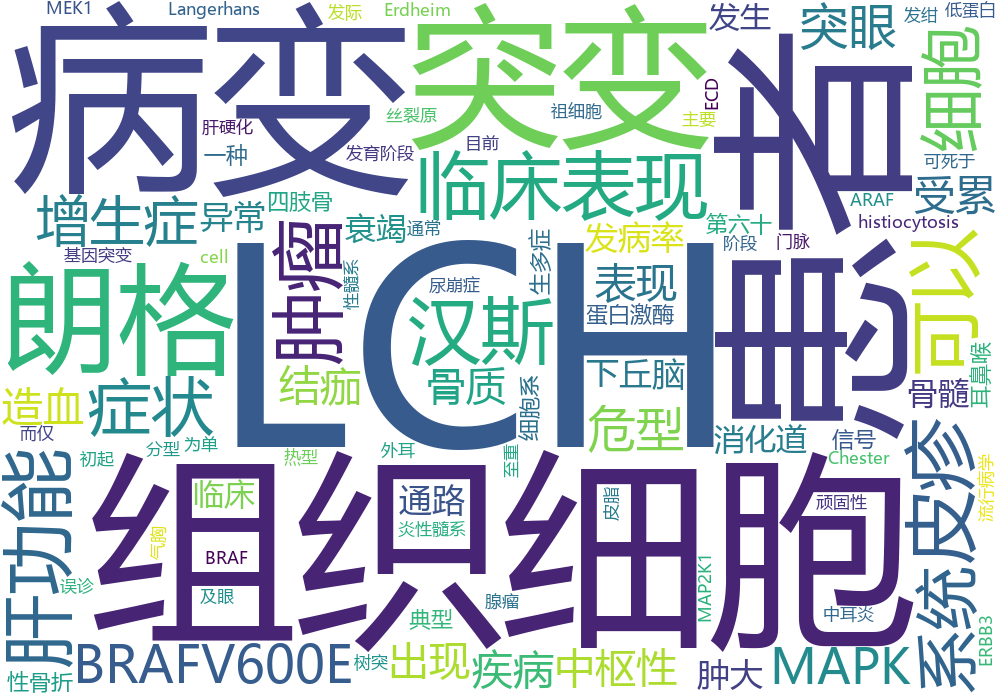 MEK1
发际
Langerhans
Erdheim
发生
突眼
发绀
低蛋白
病变
突变
患者
细胞
肝硬化
一种
丝裂原
发育阶段
目前
祖细胞
主要
ECD
可死于
受累
ARAF
histiocytosis
临床表现
增生症
异常
四肢骨
衰竭
通常
第六十
发病率
阶段
门脉
基因突变
cell
肿瘤
性髓系
尿崩症
生多症
表现
蛋白激酶
可以
朗格
LCH
汉斯
下丘脑
耳鼻喉
造血
症状
结痂
骨质
细胞系
危型
骨髓
消化道
信号
而仅
分型
为单
初起
热型
外耳
至重
Chester
系统
皮疹
流行病学
肝功能
组织细胞
临床
通路
皮脂
顽固性
气胸
炎性髓系
BRAF
误诊
及眼
典型
腺瘤
MAP2K1
中耳炎
ERBB3
性骨折
BRAFV600E
树突
出现
疾病
中枢性
肿大
MAPK